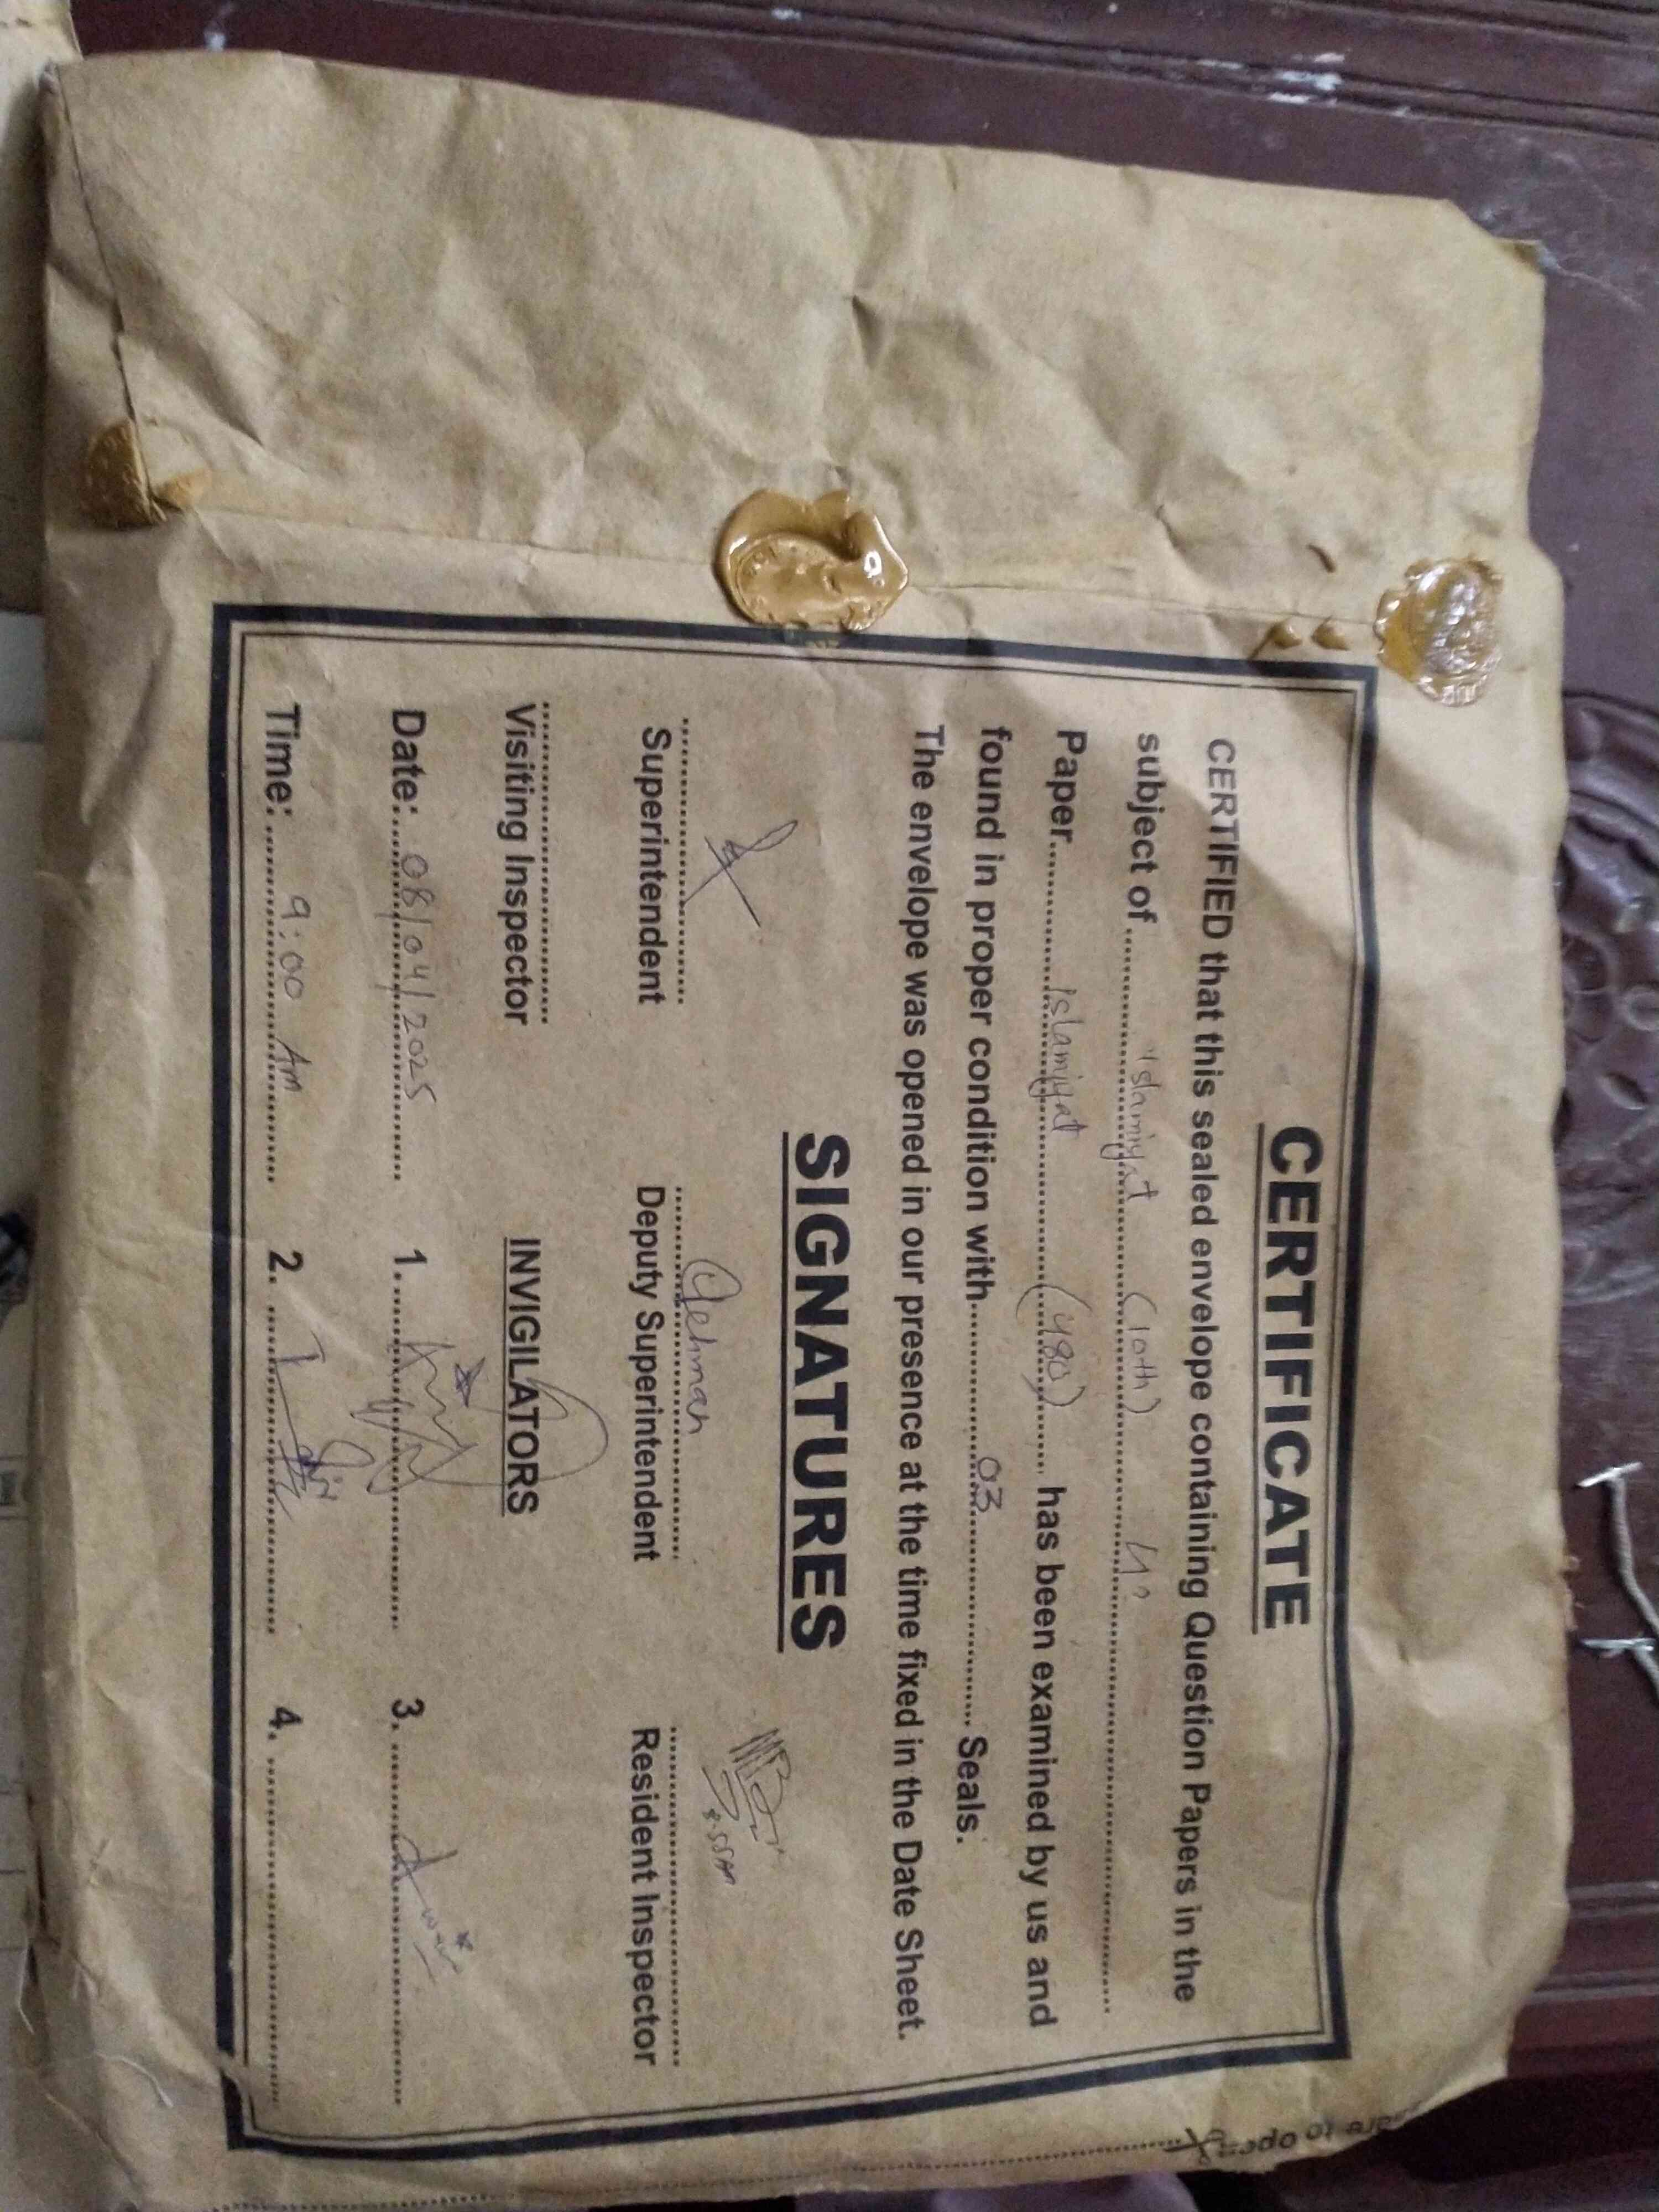 CERTIFICATE
CERTIFIED that this sealed envelope containing Question Papers in the
subject of Islamiyat (10th)
Paper Islamiyat (480) has been examined by us and
found in proper condition with 03 Seals.
The envelope was opened in our presence at the time fixed in the Date Sheet.
SIGNATURES
Superintendent Deputy Superintendent Resident Inspector
Visiting Inspector INVIGILATORS
Date: 08/04/2025 1. 3.
Time: 9:00 Am 2. 4.
to open